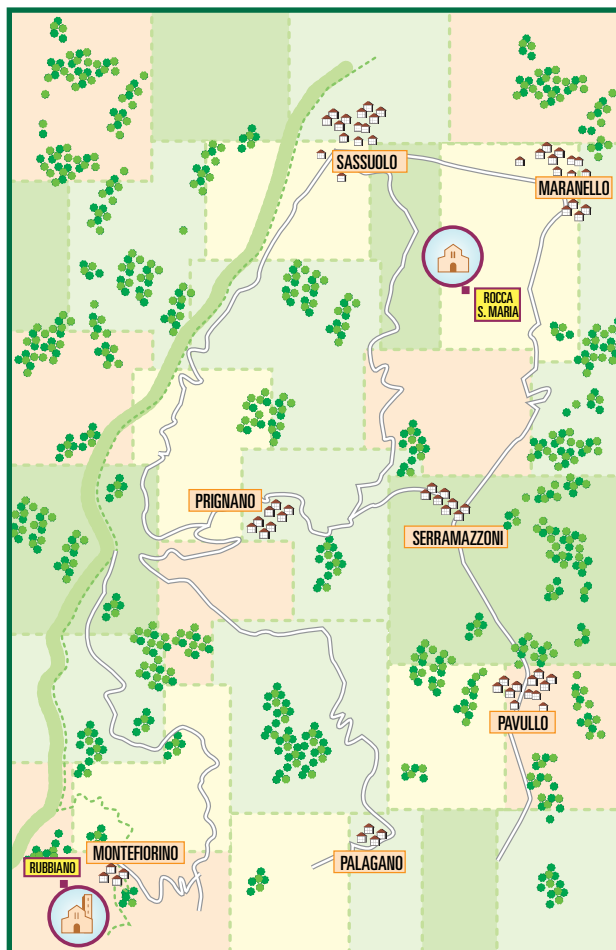 SASSUOLO
MARANELLO
ROCCA
S. MARIA
PRIGNANO
SERRAMAZZONI
PAVULLO
MONTEFIORINO
PALAGANO
RUBBIANO